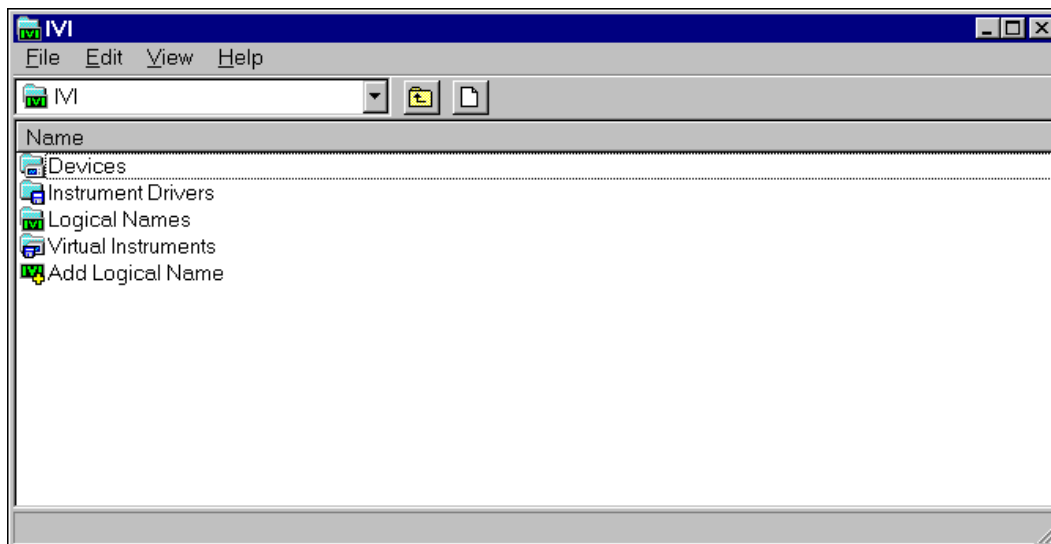 IVI
File Edit View Help
IVI
Name
Devices
Instrument Drivers
Logical Names
Virtual Instruments
Add Logical Name